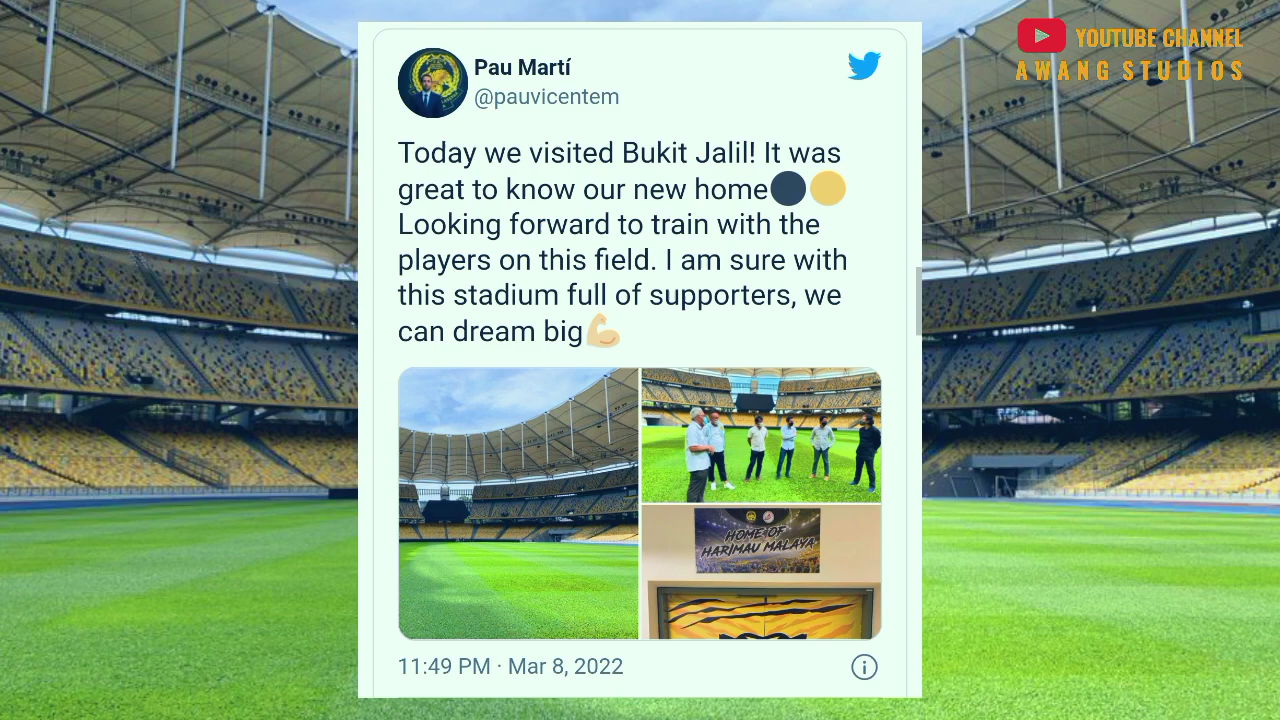 YOUTUBE CHANNEL
AWANG STUDIOS
Pau Martí
@pauvicentem
Today we visited Bukit Jalil! It was
great to know our new home⚫🟡
Looking forward to train with the
players on this field. I am sure with
this stadium full of supporters, we
can dream big💪🏼
HOME OF
HARIMAU MALAYA
11:49 PM · Mar 8, 2022